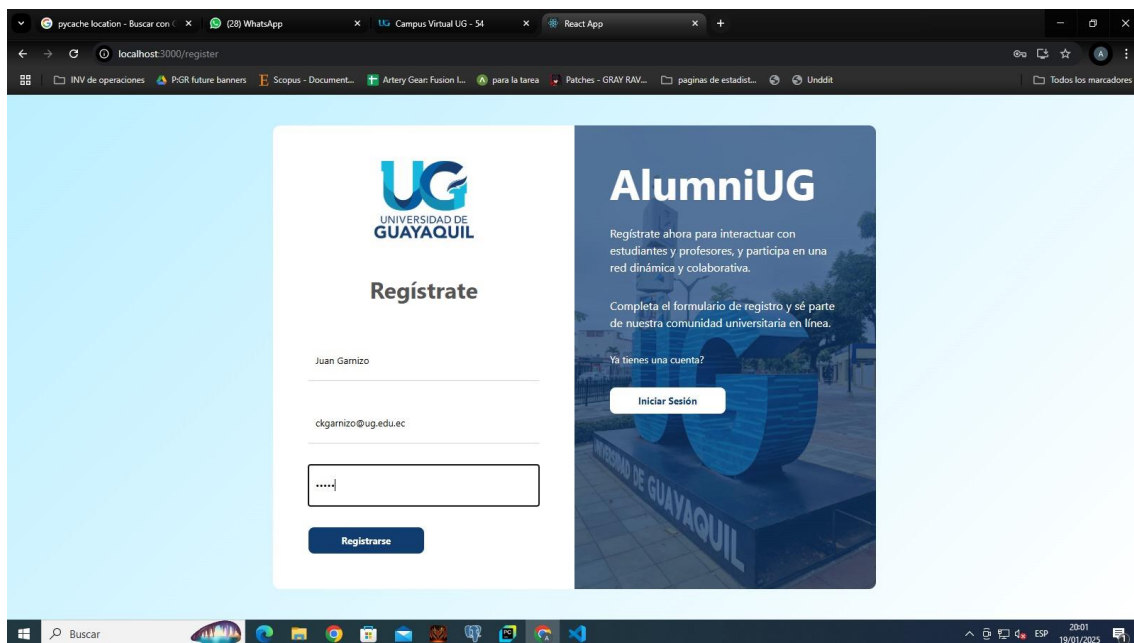 pycache location - Buscar con
(28) WhatsApp
UG Campus Virtual UG - 54
React App
localhost:3000/register
INV de operaciones
P:GR future banners
Scopus - Document...
Artery Gear: Fusion I...
para la tarea
Patches - GRAY RAV...
paginas de estadist...
Unddit
Todos los marcadores
UG
UNIVERSIDAD DE
GUAYAQUIL
Regístrate
Juan Garnizo
ckgarnizo@ug.edu.ec
•••••
Registrarse
AlumniUG
Regístrate ahora para interactuar con
estudiantes y profesores, y participa en una
red dinámica y colaborativa.
Completa el formulario de registro y sé parte
de nuestra comunidad universitaria en línea.
Ya tienes una cuenta?
Iniciar Sesión
UG
UNIVERSIDAD DE GUAYAQUIL
Buscar
ESP
20:01
19/01/2025